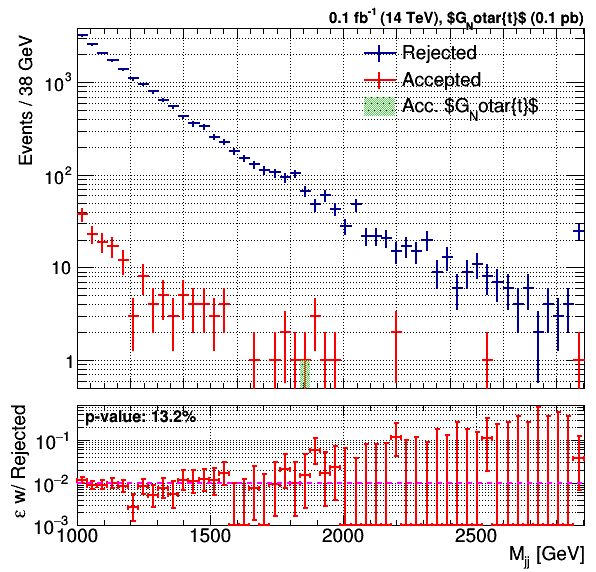 0.1 fb⁻¹ (14 TeV), $G_Notar{t}$ (0.1 pb)
Events / 38 GeV
10³
10²
10
1
Rejected
Accepted
Acc. $G_Notar{t}$
p-value: 13.2%
ε w/ Rejected
10⁻¹
10⁻²
10⁻³
1000 1500 2000 2500
M_jj [GeV]